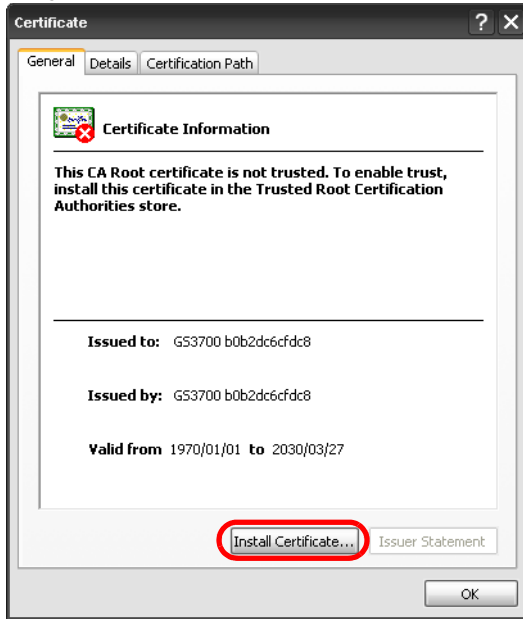 Certificate
General Details Certification Path
Certificate Information
This CA Root certificate is not trusted. To enable trust,
install this certificate in the Trusted Root Certification
Authorities store.
Issued to: GS3700 b0b2dc6cfdc8
Issued by: GS3700 b0b2dc6cfdc8
Valid from 1970/01/01 to 2030/03/27
Install Certificate... Issuer Statement
OK